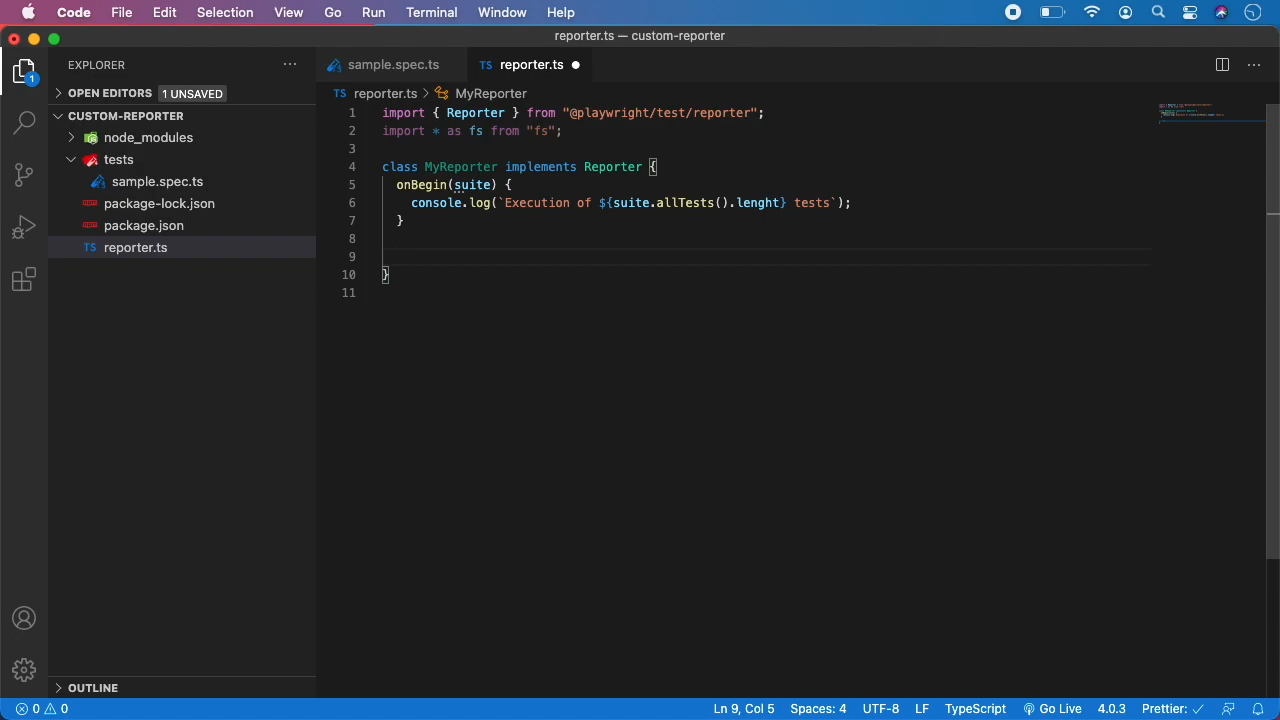 Code File Edit Selection View Go Run Terminal Window Help
reporter.ts — custom-reporter
EXPLORER
sample.spec.ts
TS reporter.ts
1
OPEN EDITORS 1 UNSAVED
TS reporter.ts > MyReporter
CUSTOM-REPORTER
node_modules
tests
sample.spec.ts
package-lock.json
package.json
TS reporter.ts
1 import { Reporter } from "@playwright/test/reporter";
2 import * as fs from "fs";
3
4 class MyReporter implements Reporter {
5 onBegin(suite) {
6 console.log(`Execution of ${suite.allTests().lenght} tests`);
7 }
8
9
10 }
11
OUTLINE
0 0 Ln 9, Col 5 Spaces: 4 UTF-8 LF TypeScript Go Live 4.0.3 Prettier: ✓